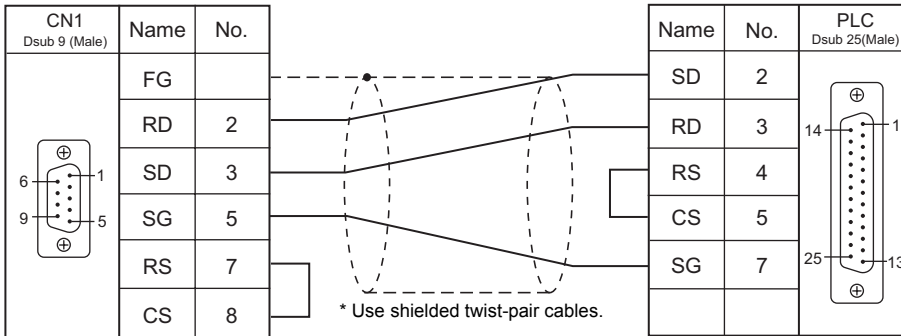 CN1
Dsub 9 (Male)
Name No.
FG
RD 2
SD 3
SG 5
RS 7
CS 8
6
1
9
5
* Use shielded twist-pair cables.
Name No.
SD 2
RD 3
RS 4
CS 5
SG 7
PLC
Dsub 25(Male)
14
1
25
13